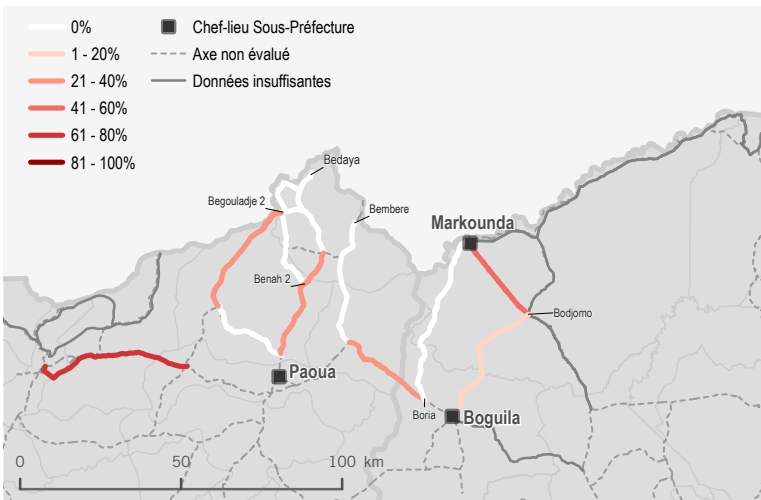 0%
1 - 20%
21 - 40%
41 - 60%
61 - 80%
81 - 100%
Chef-lieu Sous-Préfecture
Axe non évalué
Données insuffisantes
Bedaya
Begouladje 2
Bembere
Markounda
Benah 2
Bodjomo
Paoua
Boria
Boguila
0 50 100 km